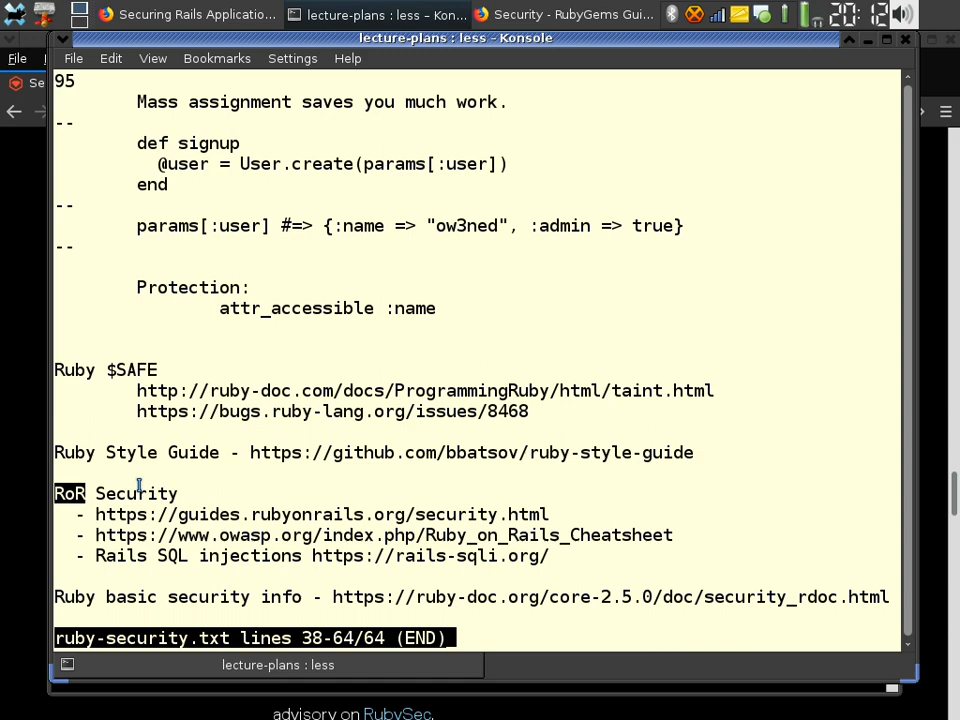 Securing Rails Applicatio...
lecture-plans : less – Kon...
Security - RubyGems Gui...
20:12
lecture-plans : less – Konsole
File
Se
File Edit View Bookmarks Settings Help
95
Mass assignment saves you much work.
--
def signup
@user = User.create(params[:user])
end
--
params[:user] #=> {:name => "ow3ned", :admin => true}
--
Protection:
attr_accessible :name
Ruby $SAFE
http://ruby-doc.com/docs/ProgrammingRuby/html/taint.html
https://bugs.ruby-lang.org/issues/8468
Ruby Style Guide - https://github.com/bbatsov/ruby-style-guide
RoR Security
- https://guides.rubyonrails.org/security.html
- https://www.owasp.org/index.php/Ruby_on_Rails_Cheatsheet
- Rails SQL injections https://rails-sqli.org/
Ruby basic security info - https://ruby-doc.org/core-2.5.0/doc/security_rdoc.html
ruby-security.txt lines 38-64/64 (END)
lecture-plans : less
advisory on RubySec.